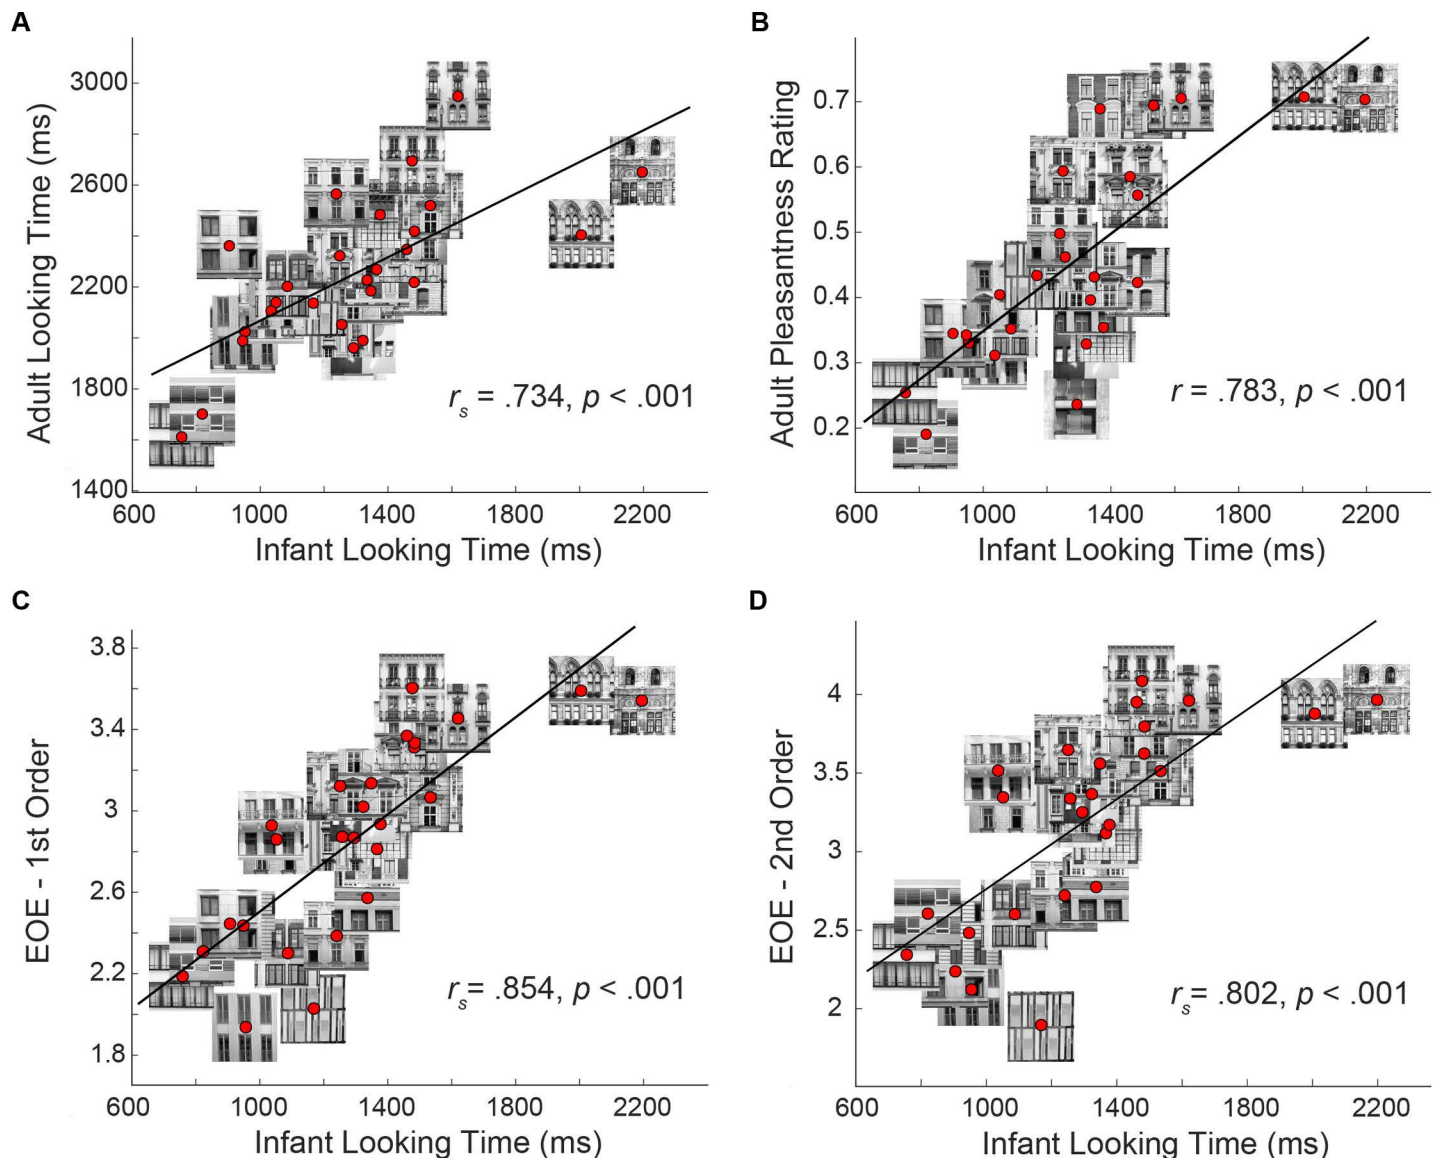 A
3000
2600
2200
1800
1400
Adult Looking Time (ms)
r_s = .734, p < .001
600 1000 1400 1800 2200
Infant Looking Time (ms)
B
0.7
0.6
0.5
0.4
0.3
0.2
Adult Pleasantness Rating
r = .783, p < .001
600 1000 1400 1800 2200
Infant Looking Time (ms)
C
3.8
3.4
3
2.6
2.2
1.8
EOE - 1st Order
r_s = .854, p < .001
600 1000 1400 1800 2200
Infant Looking Time (ms)
D
4
3.5
3
2.5
2
EOE - 2nd Order
r_s = .802, p < .001
600 1000 1400 1800 2200
Infant Looking Time (ms)